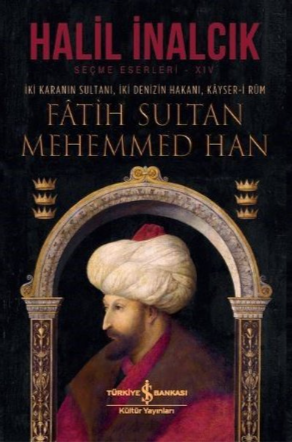 HALİL İNALCIK
SEÇME ESERLERİ - XIV
İKİ KARANIN SULTANI, İKİ DENİZİN HAKANI, KAYSER-İ RÛM
FÂTİH SULTAN
MEHEMMED HAN
TÜRKİYE İŞ BANKASI
Kültür Yayınları